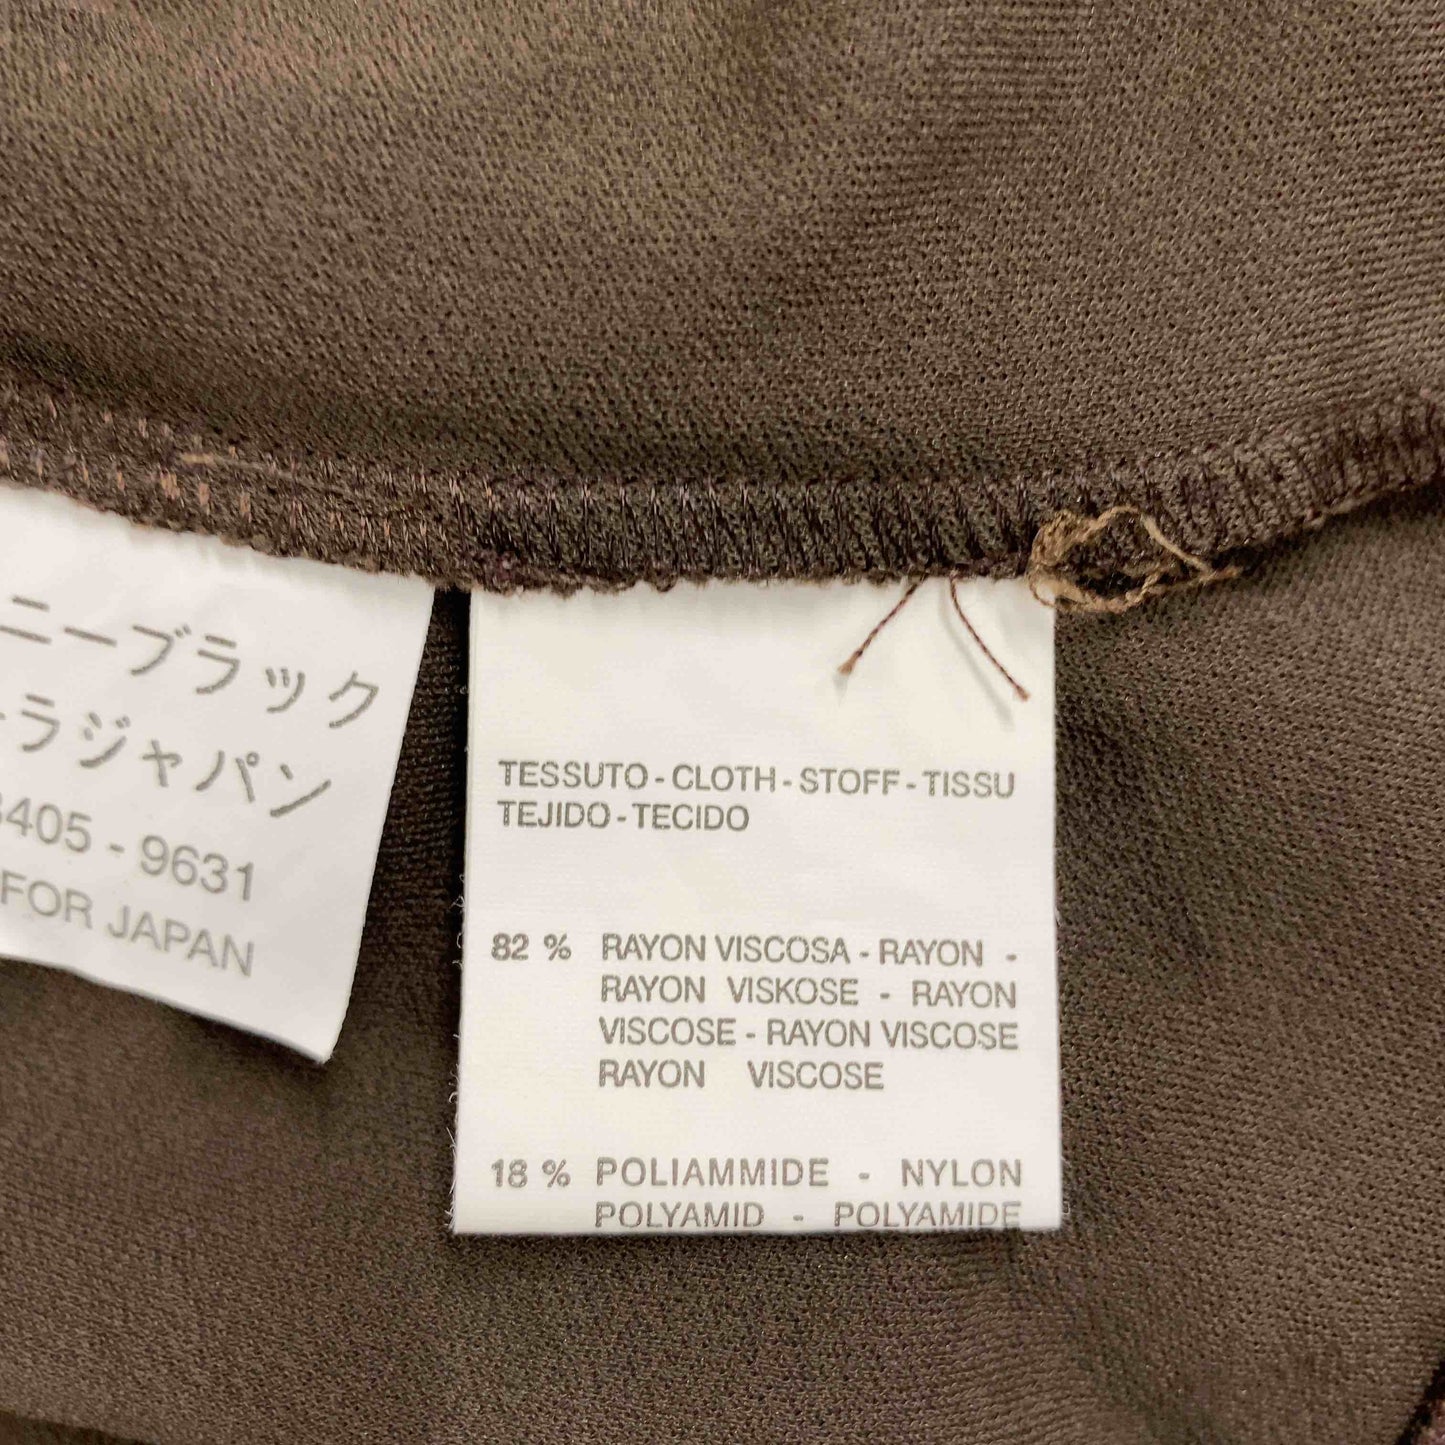 ニーブラック
ラジャパン
3405-9631
FOR JAPAN
TESSUTO-CLOTH-STOFF-TISSU
TEJIDO-TECIDO
82 % RAYON VISCOSA - RAYON -
RAYON VISKOSE - RAYON
VISCOSE - RAYON VISCOSE
RAYON VISCOSE
18 % POLIAMMIDE - NYLON
POLYAMID - POLYAMIDE